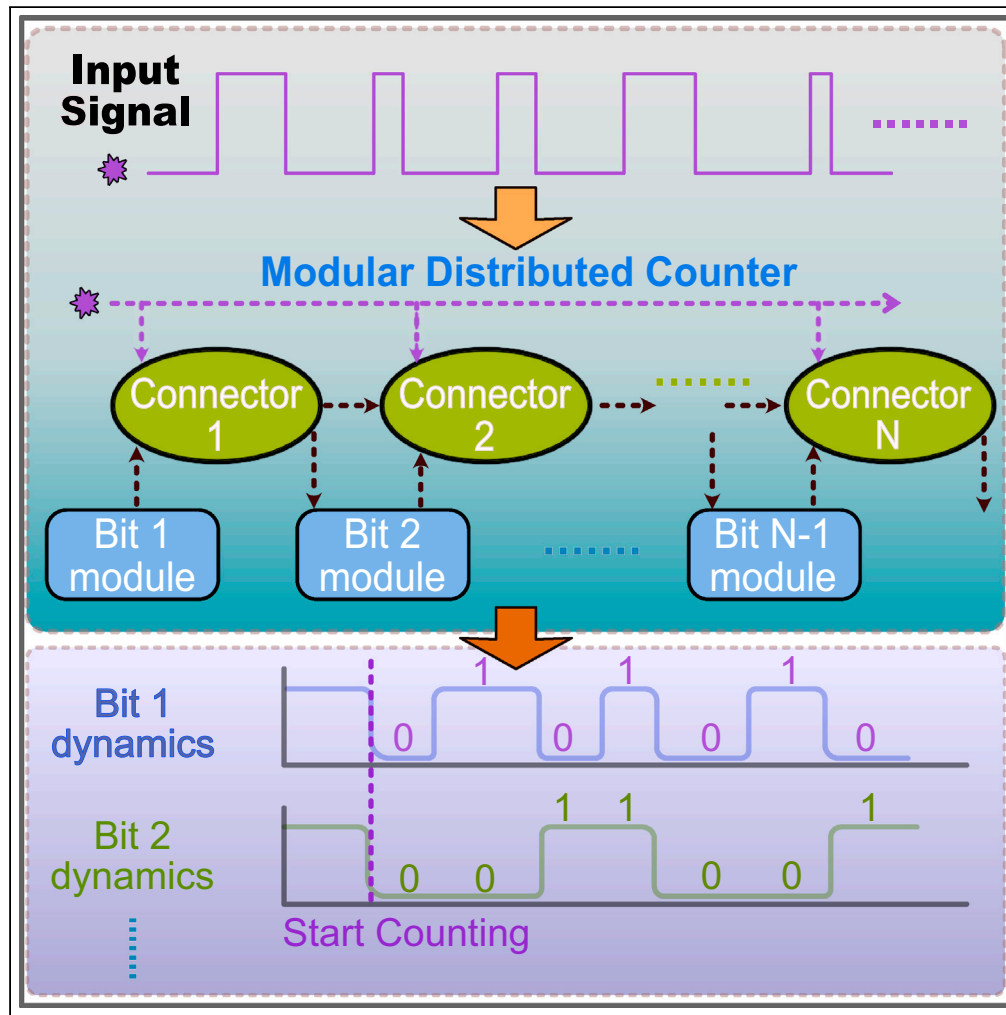 Input
Signal
Modular Distributed Counter
Connector
1
Connector
2
Connector
N
Bit 1
module
Bit 2
module
Bit N-1
module
Bit 1
dynamics
0 1 0 1 0 1 0
Bit 2
dynamics
0 0 1 1 0 0 1
Start Counting